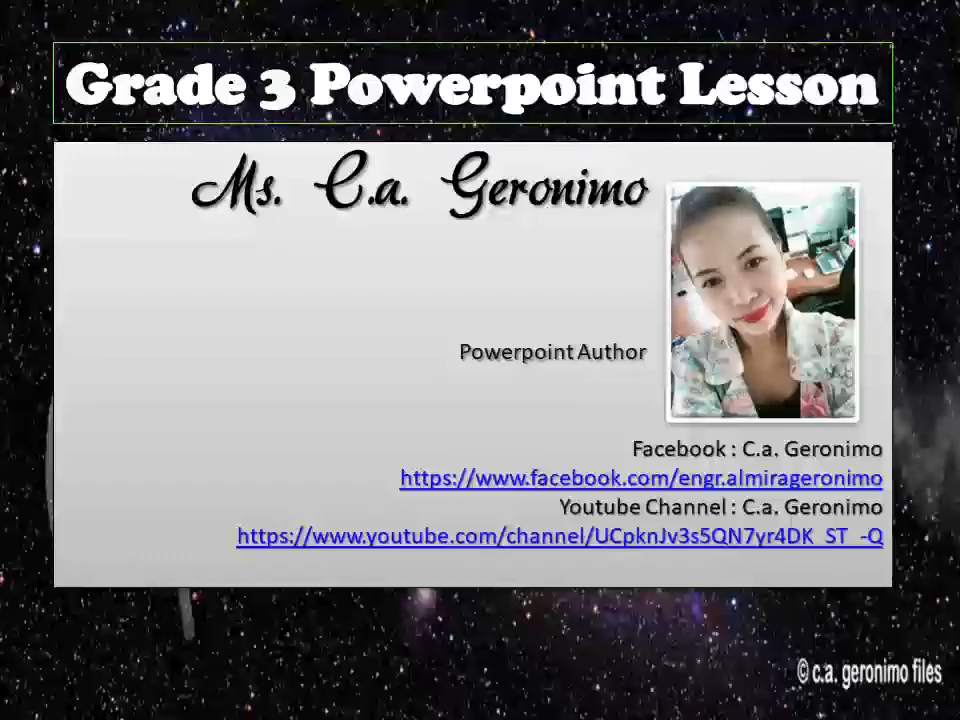 Grade 3 Powerpoint Lesson
Ms. C.a. Geronimo
Powerpoint Author
Facebook : C.a. Geronimo
https://www.facebook.com/engr.almirageronimo
Youtube Channel : C.a. Geronimo
https://www.youtube.com/channel/UCpknJv3s5QN7yr4DK_ST_-Q
© c.a. geronimo files